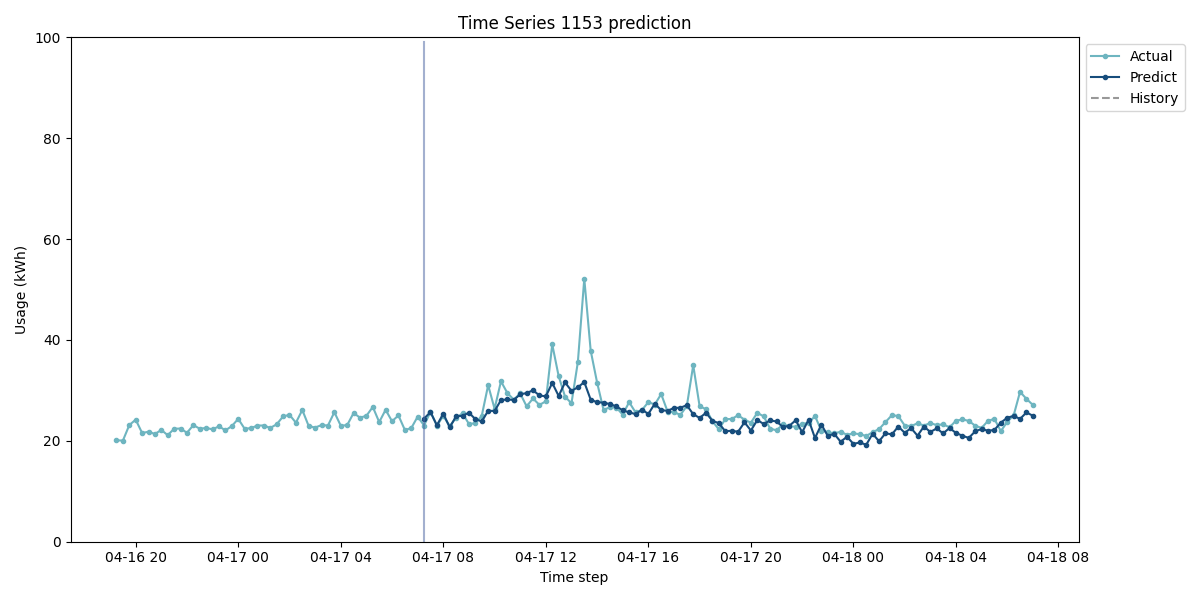 Time Series 1153 prediction
100
80
60
40
20
0
Usage (kWh)
04-16 20
04-17 00
04-17 04
04-17 08
04-17 12
04-17 16
04-17 20
04-18 00
04-18 04
04-18 08
Time step
Actual
Predict
History